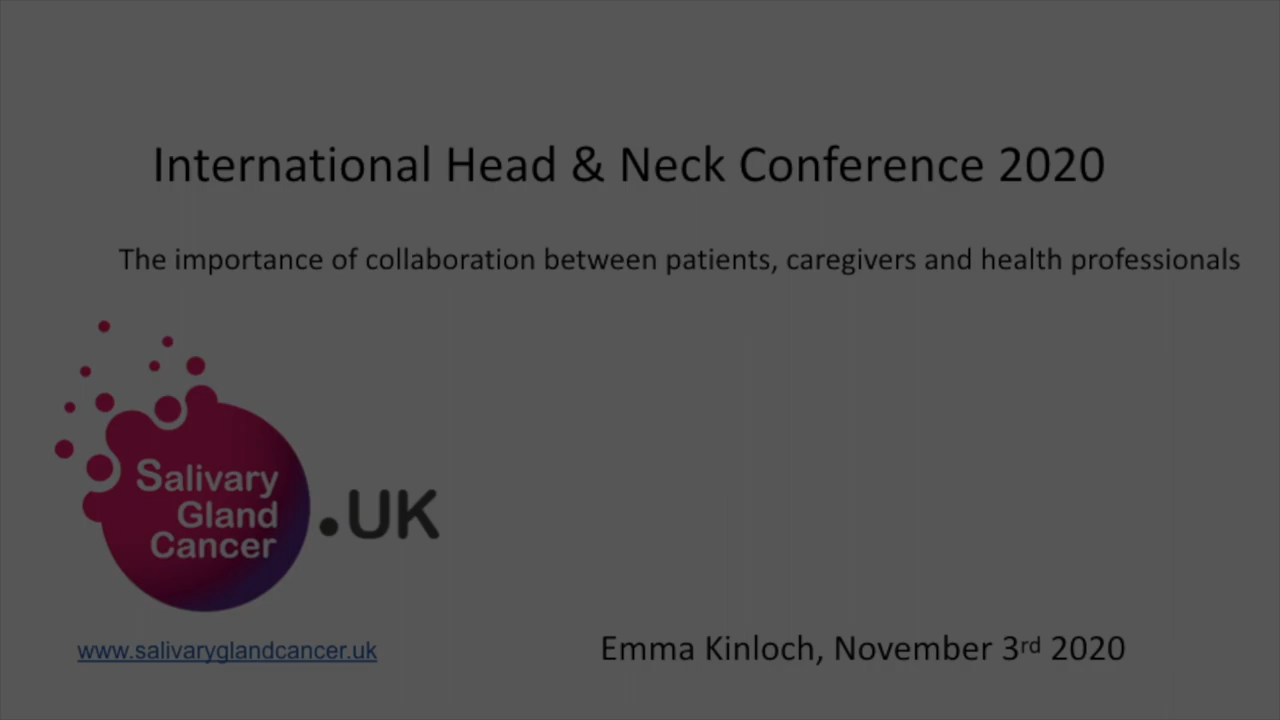 International Head & Neck Conference 2020
The importance of collaboration between patients, caregivers and health professionals
Salivary
Gland
Cancer
.UK
www.salivaryglandcancer.uk
Emma Kinloch, November 3rd 2020